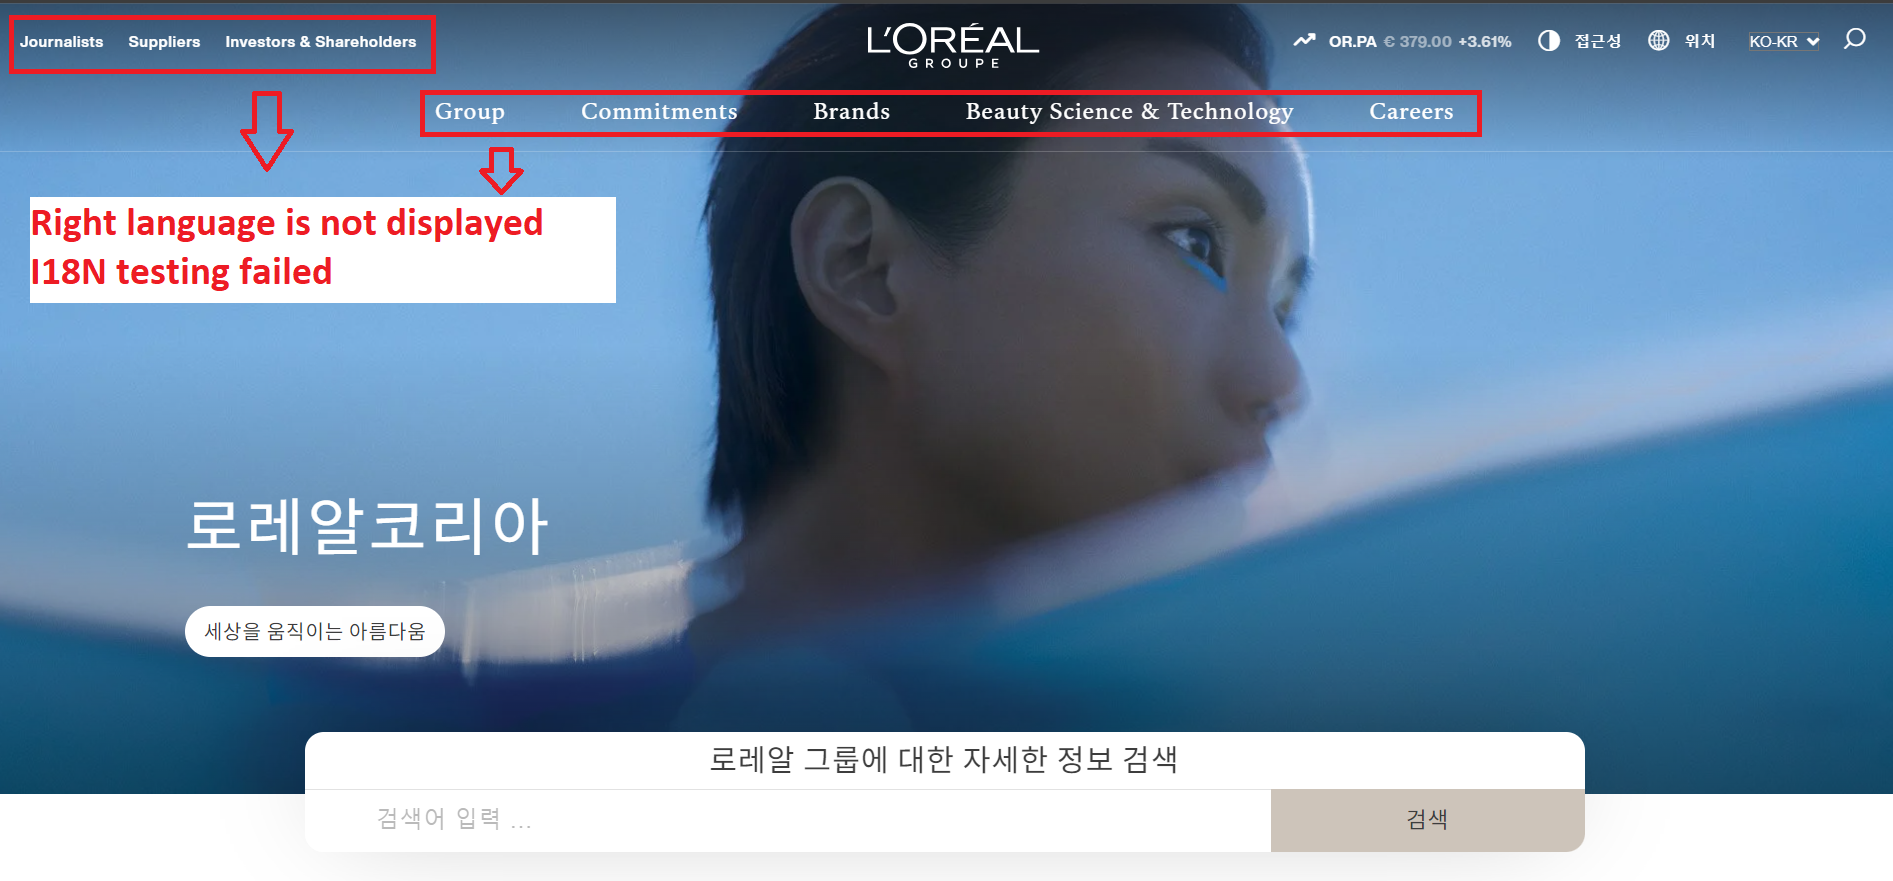 Journalists Suppliers Investors & Shareholders
L'ORÉAL
GROUPE
OR.PA € 379.00 +3.61% 접근성 위치 KO-KR
Group Commitments Brands Beauty Science & Technology Careers
Right language is not displayed
I18N testing failed
로레알코리아
세상을 움직이는 아름다움
로레알 그룹에 대한 자세한 정보 검색
검색어 입력 ...
검색